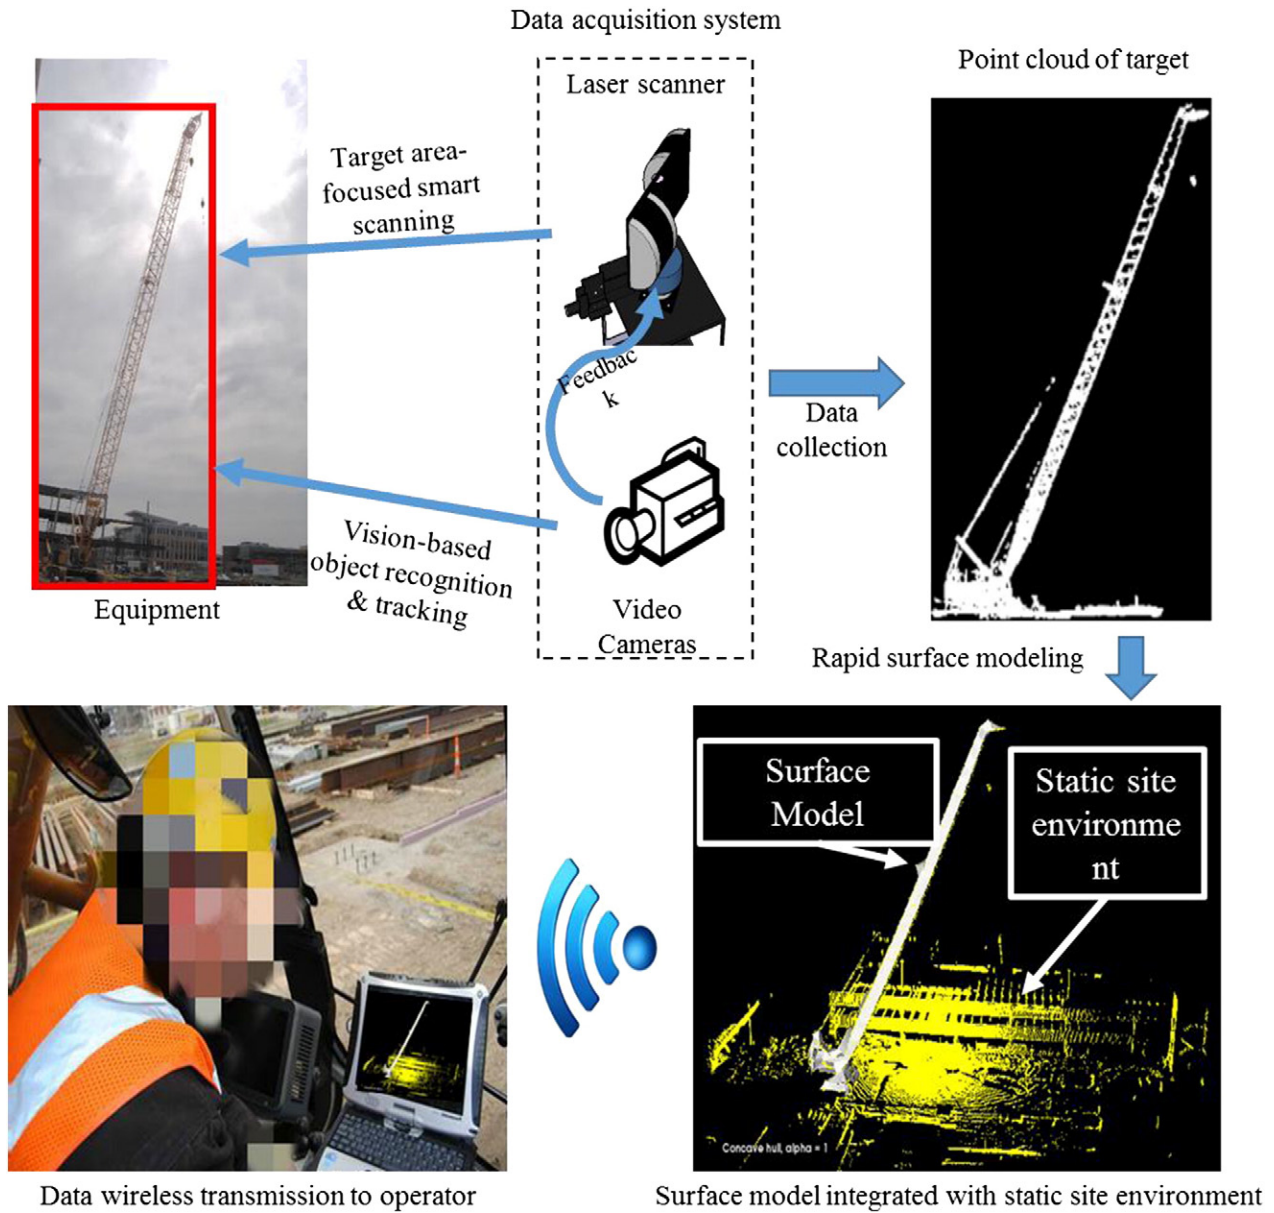 Data acquisition system
Laser scanner
Point cloud of target
Target area-
focused smart
scanning
Feedbac
k
Data
collection
Vision-based
object recognition
& tracking
Equipment
Video
Cameras
Rapid surface modeling
Surface
Model
Static site
environme
nt
Concave hull, alpha = 1
Data wireless transmission to operator
Surface model integrated with static site environment